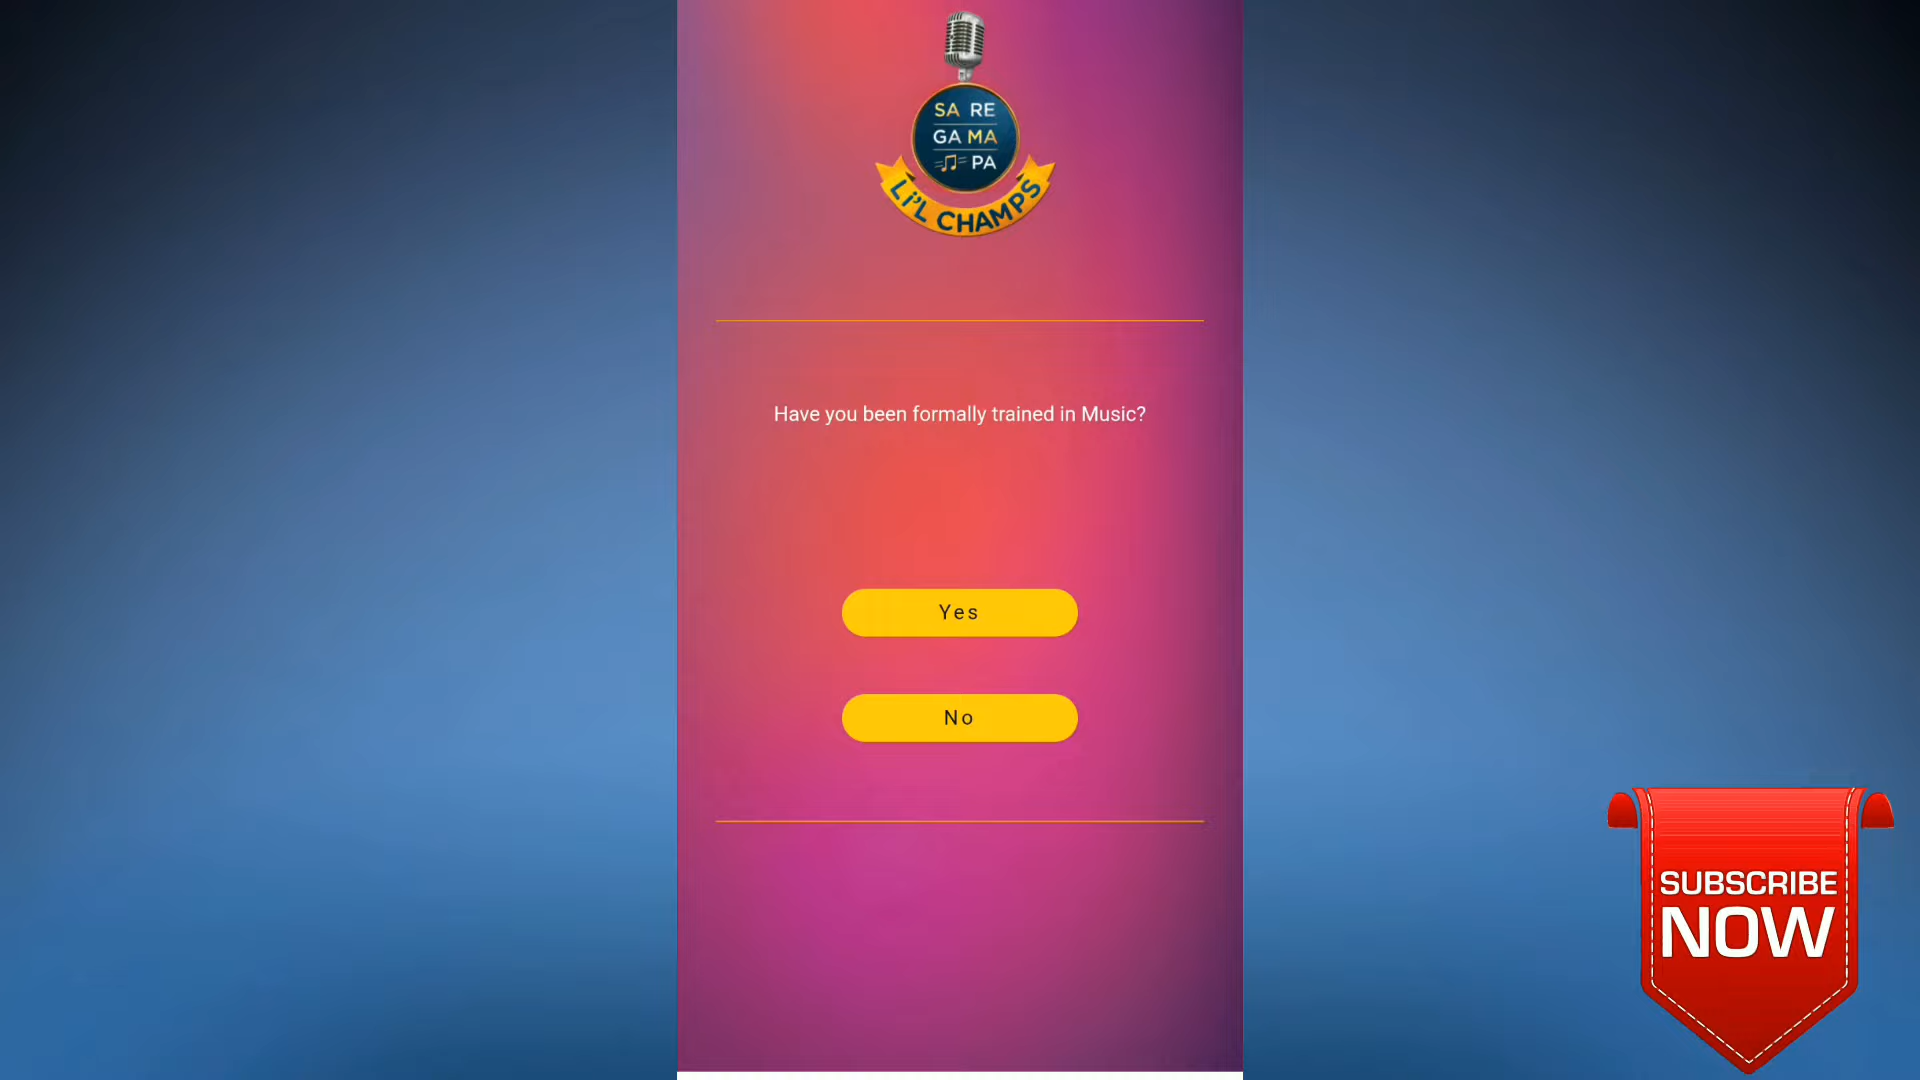 SA RE
GA MA
PA
Li'L CHAMPS
Have you been formally trained in Music?
Yes
No
SUBSCRIBE
NOW